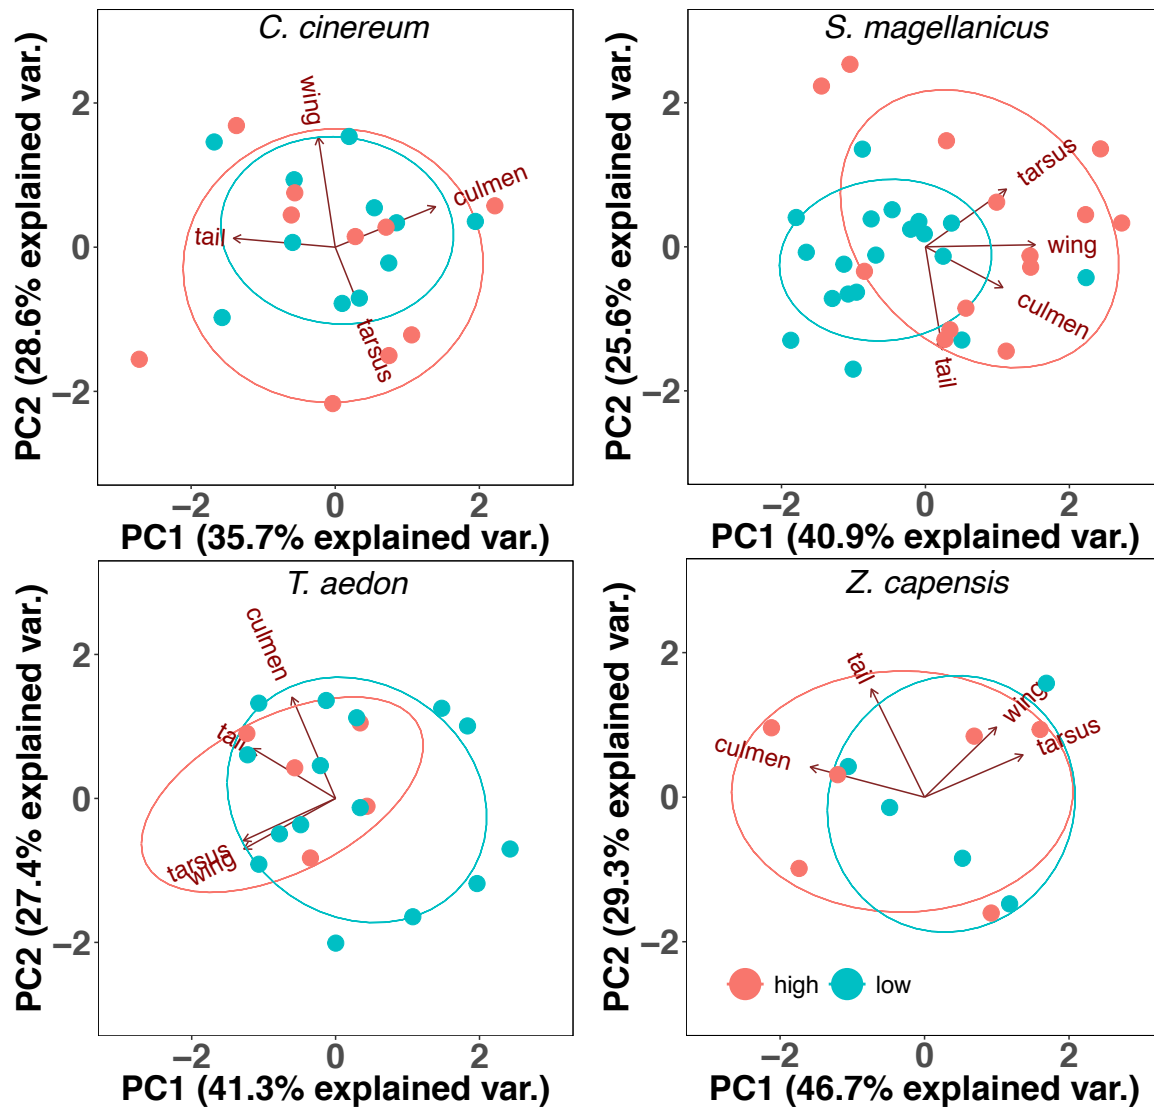 C. cinereum
PC2 (28.6% explained var.)
2
0
−2
wing
culmen
tail
tarsus
−2 0 2
PC1 (35.7% explained var.)
S. magellanicus
PC2 (25.6% explained var.)
2
0
−2
tarsus
wing
culmen
tail
−2 0 2
PC1 (40.9% explained var.)
T. aedon
PC2 (27.4% explained var.)
2
0
−2
culmen
tail
tarsus
wing
−2 0 2
PC1 (41.3% explained var.)
Z. capensis
PC2 (29.3% explained var.)
2
0
−2
tail
wing
culmen
tarsus
high low
−2 0 2
PC1 (46.7% explained var.)